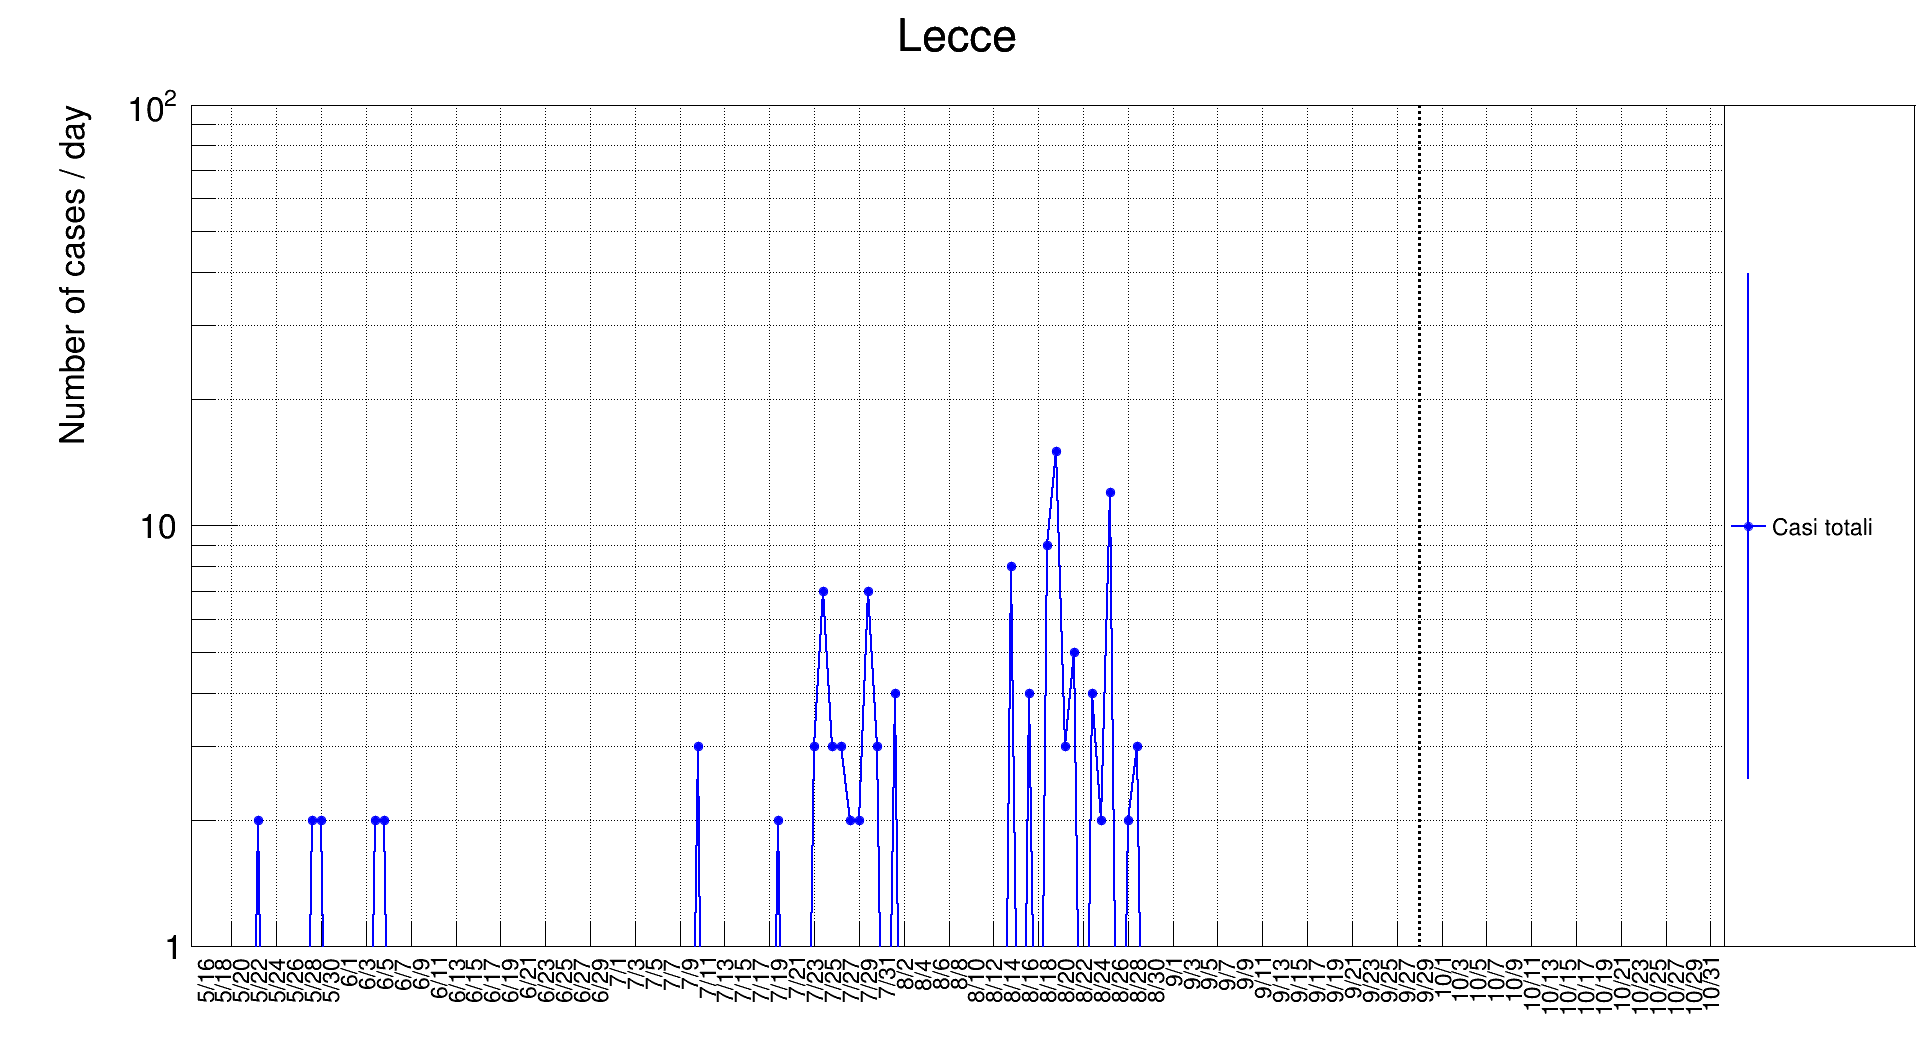 Lecce
Number of cases / day
10²
10
1
Casi totali
5/16 5/18 5/20 5/22 5/24 5/26 5/28 5/30 6/1 6/3 6/5 6/7 6/9 6/11 6/13 6/15 6/17 6/19 6/21 6/23 6/25 6/27 6/29 7/1 7/3 7/5 7/7 7/9 7/11 7/13 7/15 7/17 7/19 7/21 7/23 7/25 7/27 7/29 7/31 8/2 8/4 8/6 8/8 8/10 8/12 8/14 8/16 8/18 8/20 8/22 8/24 8/26 8/28 8/30 9/1 9/3 9/5 9/7 9/9 9/11 9/13 9/15 9/17 9/19 9/21 9/23 9/25 9/27 9/29 10/1 10/3 10/5 10/7 10/9 10/11 10/13 10/15 10/17 10/19 10/21 10/23 10/25 10/27 10/29 10/31